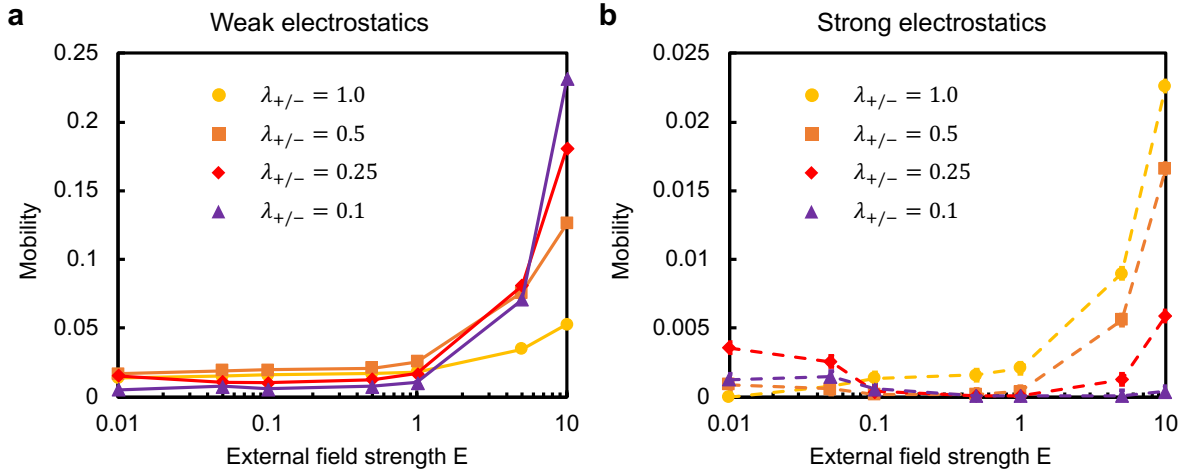 a
Weak electrostatics
0.25
0.2
0.15
0.1
0.05
0
Mobility
λ+/− = 1.0
λ+/− = 0.5
λ+/− = 0.25
λ+/− = 0.1
0.01
0.1
1
10
External field strength E
b
Strong electrostatics
0.025
0.02
0.015
0.01
0.005
0
Mobility
λ+/− = 1.0
λ+/− = 0.5
λ+/− = 0.25
λ+/− = 0.1
0.01
0.1
1
10
External field strength E